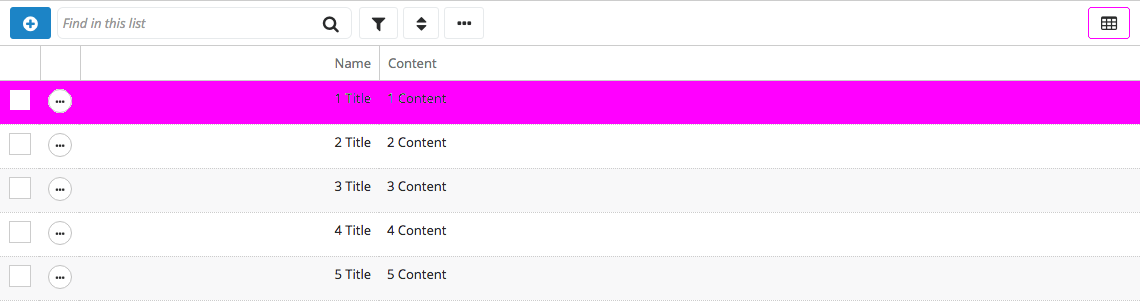 Find in this list
Name Content
1 Title 1 Content
2 Title 2 Content
3 Title 3 Content
4 Title 4 Content
5 Title 5 Content